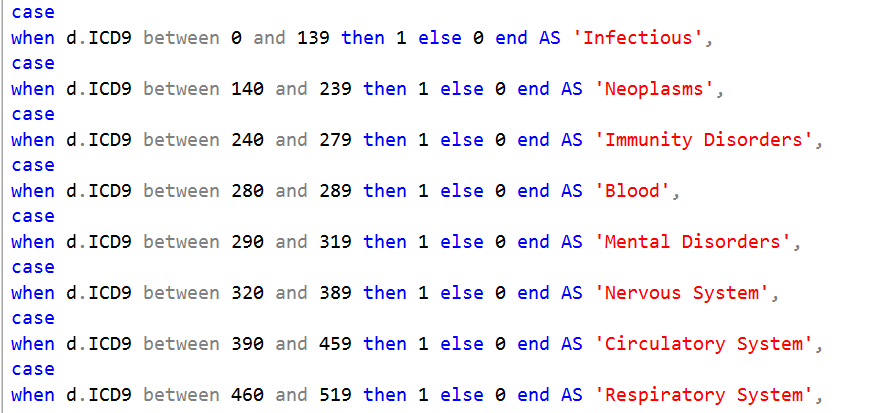 case
when d.ICD9 between 0 and 139 then 1 else 0 end AS 'Infectious',
case
when d.ICD9 between 140 and 239 then 1 else 0 end AS 'Neoplasms',
case
when d.ICD9 between 240 and 279 then 1 else 0 end AS 'Immunity Disorders',
case
when d.ICD9 between 280 and 289 then 1 else 0 end AS 'Blood',
case
when d.ICD9 between 290 and 319 then 1 else 0 end AS 'Mental Disorders',
case
when d.ICD9 between 320 and 389 then 1 else 0 end AS 'Nervous System',
case
when d.ICD9 between 390 and 459 then 1 else 0 end AS 'Circulatory System',
case
when d.ICD9 between 460 and 519 then 1 else 0 end AS 'Respiratory System',